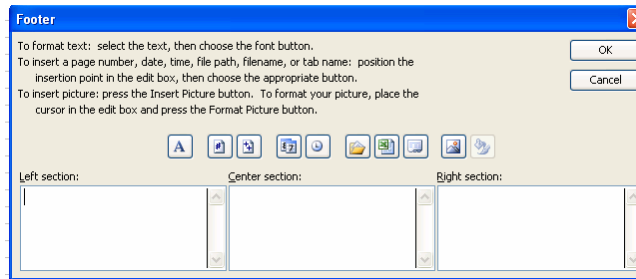 Footer
To format text: select the text, then choose the font button.
To insert a page number, date, time, file path, filename, or tab name: position the
insertion point in the edit box, then choose the appropriate button.
To insert picture: press the Insert Picture button. To format your picture, place the
cursor in the edit box and press the Format Picture button.
OK
Cancel
A
Left section:
Center section:
Right section: